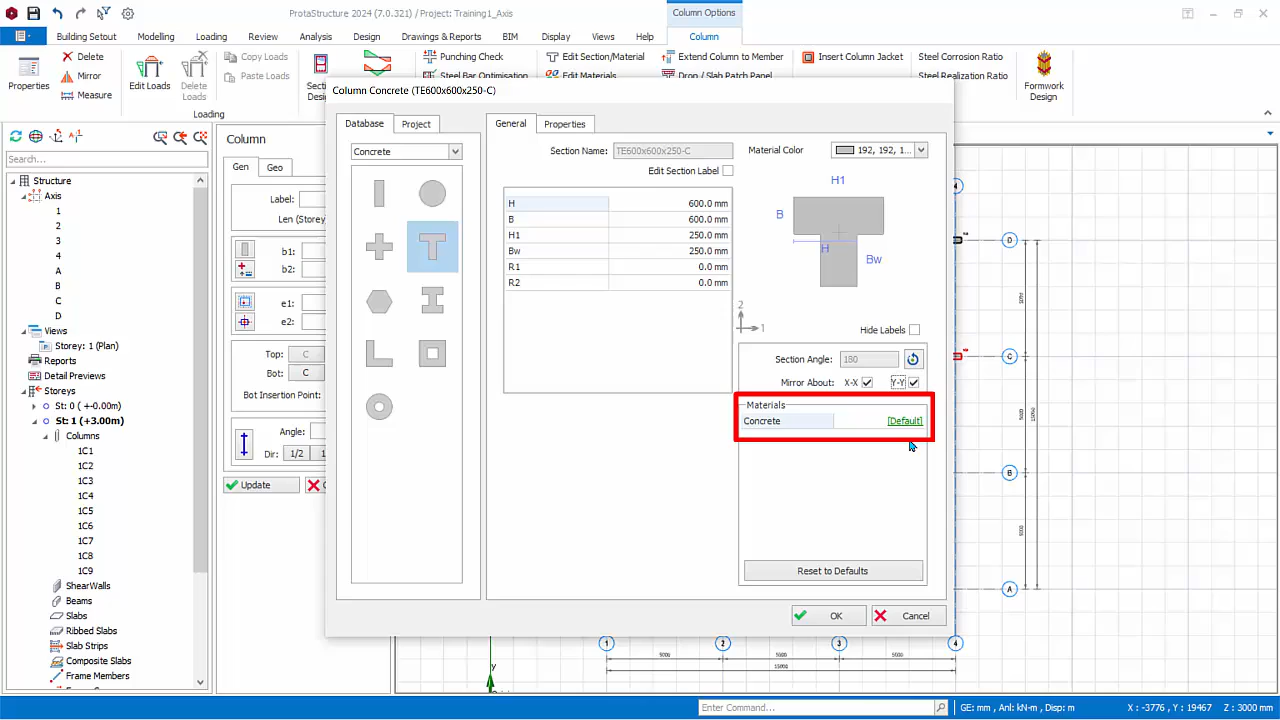 ProtaStructure 2024 (7.0.321) / Project: Training1_Axis
Column Options
Building Setout Modelling Loading Review Analysis Design Drawings & Reports BIM Display Views Help Column
Properties
Delete
Mirror
Measure
Edit Loads
Delete Loads
Copy Loads
Paste Loads
Loading
Punching Check
Steel Bar Optimisation
Edit Section/Material
Edit Materials
Extend Column to Member
Drop / Slab Patch Panel
Insert Column Jacket
Steel Corrosion Ratio
Steel Realization Ratio
Formwork Design
Search...
Structure
Axis
1
2
3
4
A
B
C
D
Views
Storey: 1 (Plan)
Reports
Detail Previews
Storeys
St: 0 (+-0.00m)
St: 1 (+3.00m)
Columns
1C1
1C2
1C3
1C4
1C5
1C6
1C7
1C8
1C9
ShearWalls
Beams
Slabs
Ribbed Slabs
Slab Strips
Composite Slabs
Frame Members
Column
Gen Geo
Label:
Len (Storey
b1:
b2:
e1:
e2:
Top: C
Bot: C
Bot Insertion Point:
Angle:
Dir: 1/2 1
Update
Column Concrete (TE600x600x250-C)
Database Project
Concrete
General Properties
Section Name: TE600x600x250-C
Edit Section Label
H 600.0 mm
B 600.0 mm
H1 250.0 mm
Bw 250.0 mm
R1 0.0 mm
R2 0.0 mm
Material Color 192, 192, 1...
H1
B
H
Bw
2
1
Hide Labels
Section Angle: 180
Mirror About: X-X Y-Y
Materials
Concrete [Default]
Reset to Defaults
OK Cancel
D
C
B
A
1 2 3 4
5000 5000 5000
15000
y
Enter Command...
GE: mm , Anl: kN-m , Disp: m
X : -3776 , Y : 19467
Z : 3000 mm